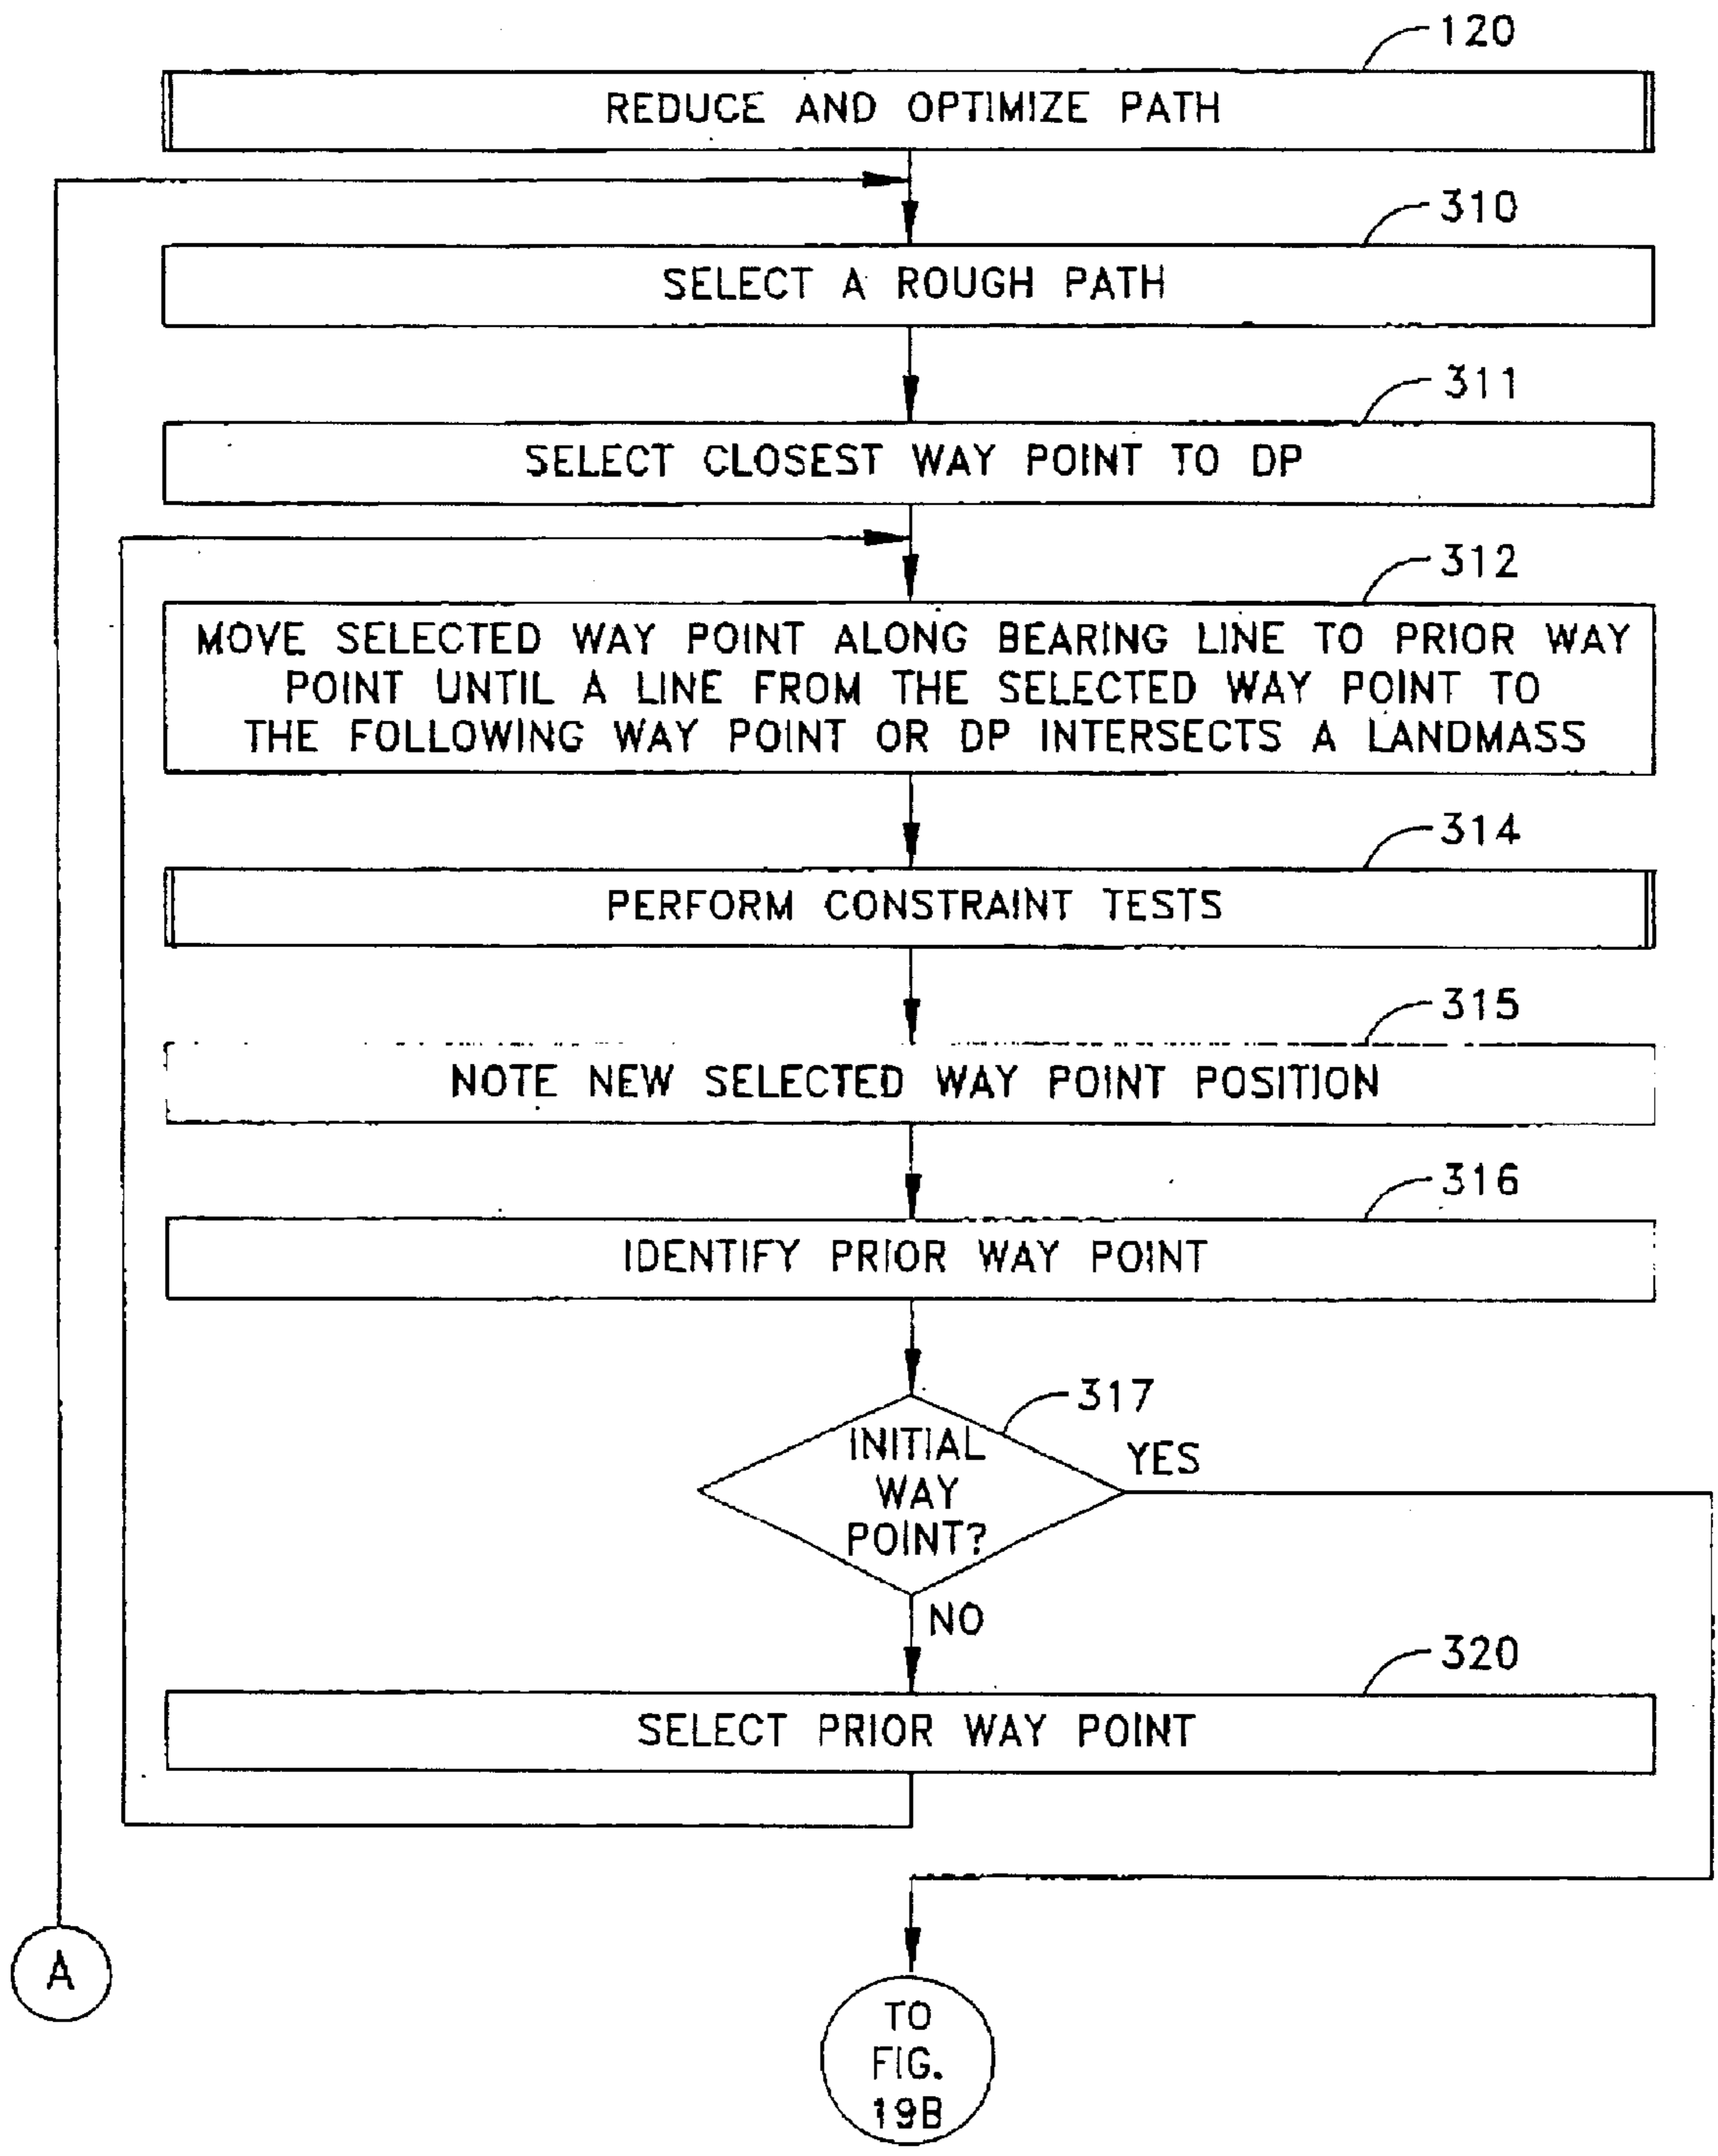 120
REDUCE AND OPTIMIZE PATH
310
SELECT A ROUGH PATH
311
SELECT CLOSEST WAY POINT TO DP
312
MOVE SELECTED WAY POINT ALONG BEARING LINE TO PRIOR WAY
POINT UNTIL A LINE FROM THE SELECTED WAY POINT TO
THE FOLLOWING WAY POINT OR DP INTERSECTS A LANDMASS
314
PERFORM CONSTRAINT TESTS
315
NOTE NEW SELECTED WAY POINT POSITION
316
IDENTIFY PRIOR WAY POINT
317
INITIAL
WAY
POINT?
YES
NO
320
SELECT PRIOR WAY POINT
A
TO
FIG.
19B